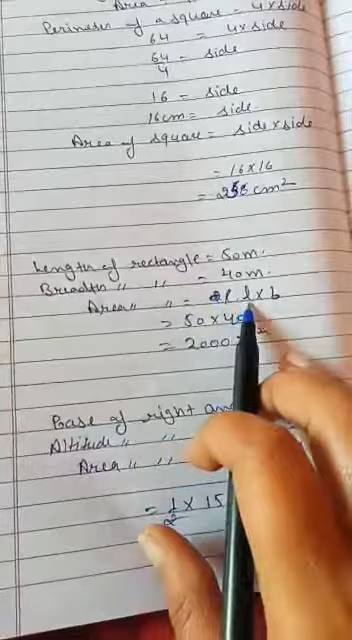 Area
Perimeter of a square = 4 x side
64 = 4 x side
64/4 = side
16 = side
16cm = side
Area of square = side x side
= 16 x 16
= 256 cm²
Length of rectangle = 50m.
Breadth " " = 40m.
Area " " = l x b
= 50 x 40
= 2000
Base of right
Altitude " "
Area " "
= 1/2 x 15